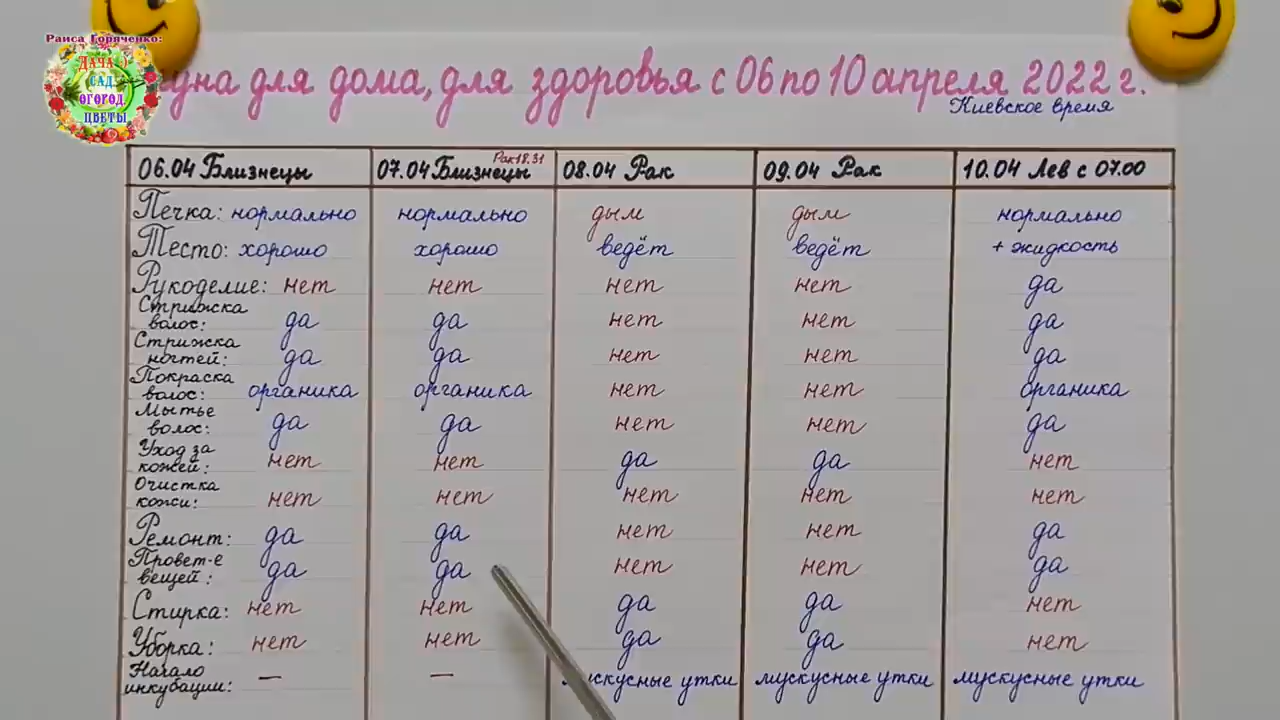 Раиса Горяченко:
ДАЧА
САД
ОГОРОД
ЦВЕТЫ
для дома, для здоровья с 06 по 10 апреля 2022 г.
Киевское время
06.04 Близнецы 07.04 Близнецы Рак 18.31 08.04 Рак 09.04 Рак 10.04 Лев с 07.00
Печка: нормально нормально дым дым нормально
Тесто: хорошо хорошо ведёт ведёт + жидкость
Рукоделие: нет нет нет нет да
Стрижка
волос: да да нет нет да
Стрижка
ногтей: да да нет нет да
Покраска
волос: органика органика нет нет органика
Мытье
волос: да да нет нет да
Уход за
кожей: нет нет да да нет
Очистка
кожи: нет нет нет нет нет
Ремонт: да да нет нет да
Провет-е
вещей: да да нет нет да
Стирка: нет нет да да нет
Уборка: нет нет да да нет
Начало
инкубации: — — утки мускусные утки мускусные утки